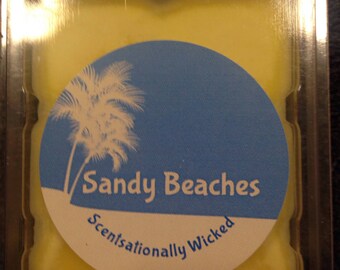 Sandy Beaches
Scentsationally Wicked